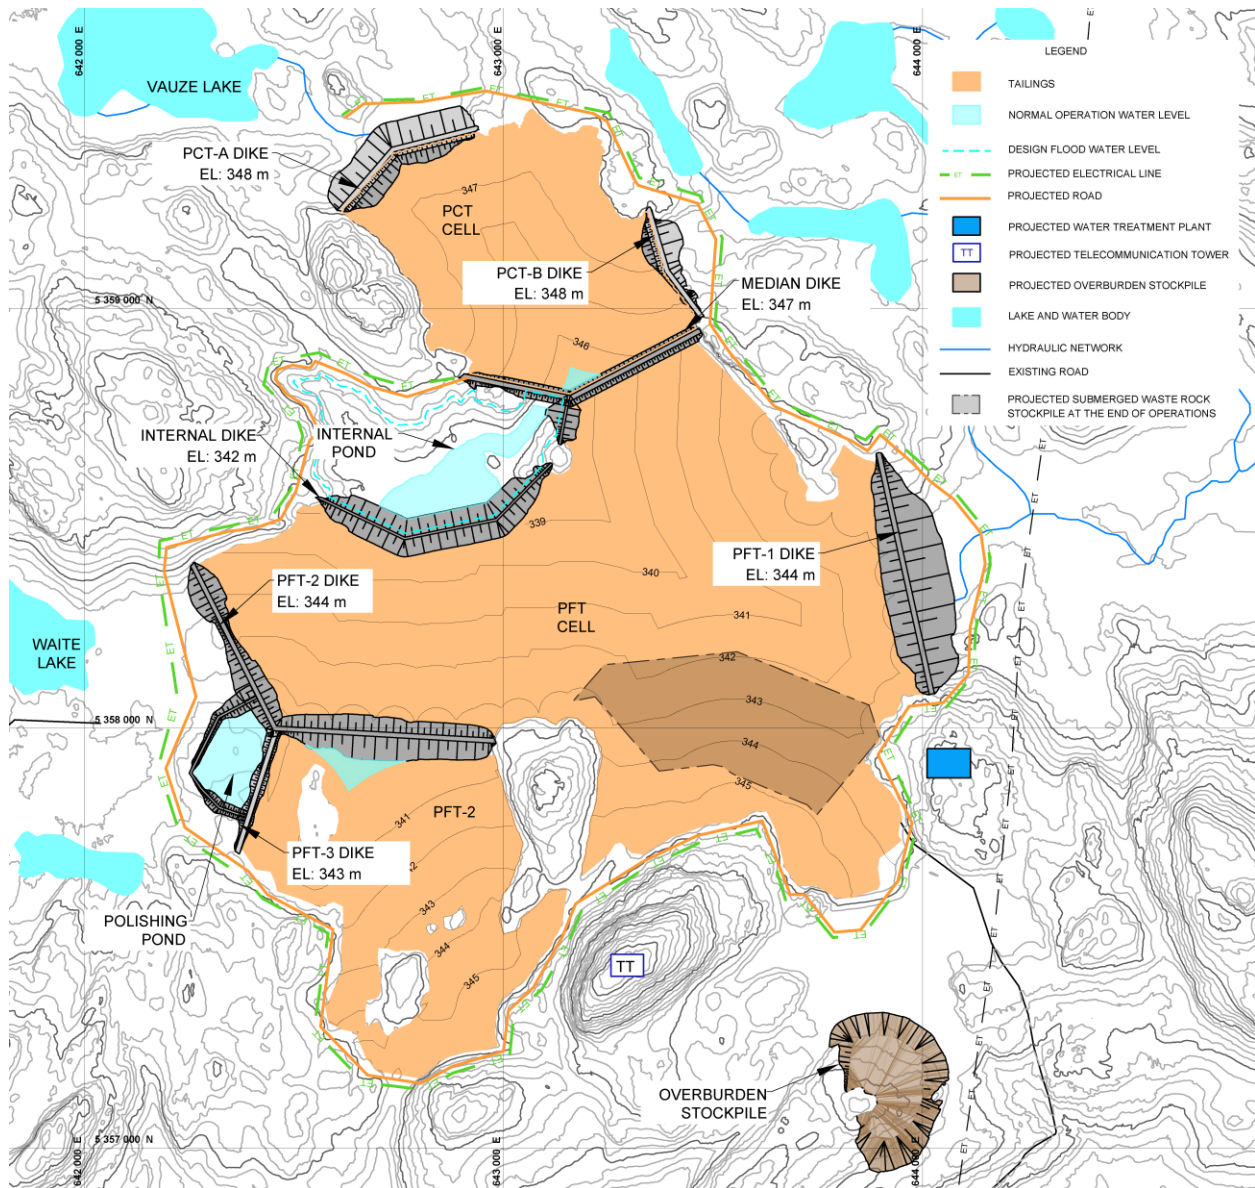 642 000 E
643 000 E
644 000 E
ET
VAUZE LAKE
LEGEND
TAILINGS
NORMAL OPERATION WATER LEVEL
DESIGN FLOOD WATER LEVEL
ET
PROJECTED ELECTRICAL LINE
PROJECTED ROAD
PROJECTED WATER TREATMENT PLANT
TT
PROJECTED TELECOMMUNICATION TOWER
PROJECTED OVERBURDEN STOCKPILE
LAKE AND WATER BODY
HYDRAULIC NETWORK
EXISTING ROAD
PROJECTED SUBMERGED WASTE ROCK
STOCKPILE AT THE END OF OPERATIONS
PCT-A DIKE
EL: 348 m
347
PCT
CELL
PCT-B DIKE
EL: 348 m
MEDIAN DIKE
EL: 347 m
5 359 000 N
346
INTERNAL DIKE
EL: 342 m
INTERNAL
POND
339
PFT-1 DIKE
EL: 344 m
340
PFT-2 DIKE
EL: 344 m
341
PFT
CELL
WAITE
LAKE
342
343
5 358 000 N
344
345
PFT-2
341
PFT-3 DIKE
EL: 343 m
343
POLISHING
POND
344
345
TT
OVERBURDEN
STOCKPILE
5 357 000 N
642 000 E
643 000 E
644 000 E